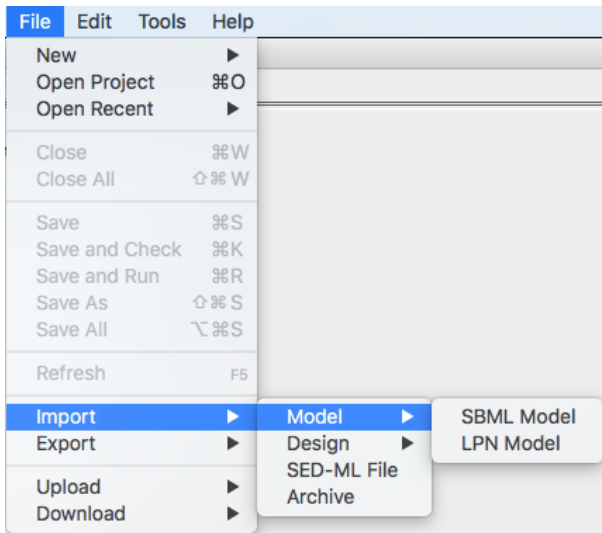 File Edit Tools Help
New ▶
Open Project ⌘O
Open Recent ▶
Close ⌘W
Close All ⇧⌘W
Save ⌘S
Save and Check ⌘K
Save and Run ⌘R
Save As ⇧⌘S
Save All ⌥⌘S
Refresh F5
Import ▶ Model ▶ SBML Model
Export ▶ Design ▶ LPN Model
SED-ML File
Upload ▶ Archive
Download ▶